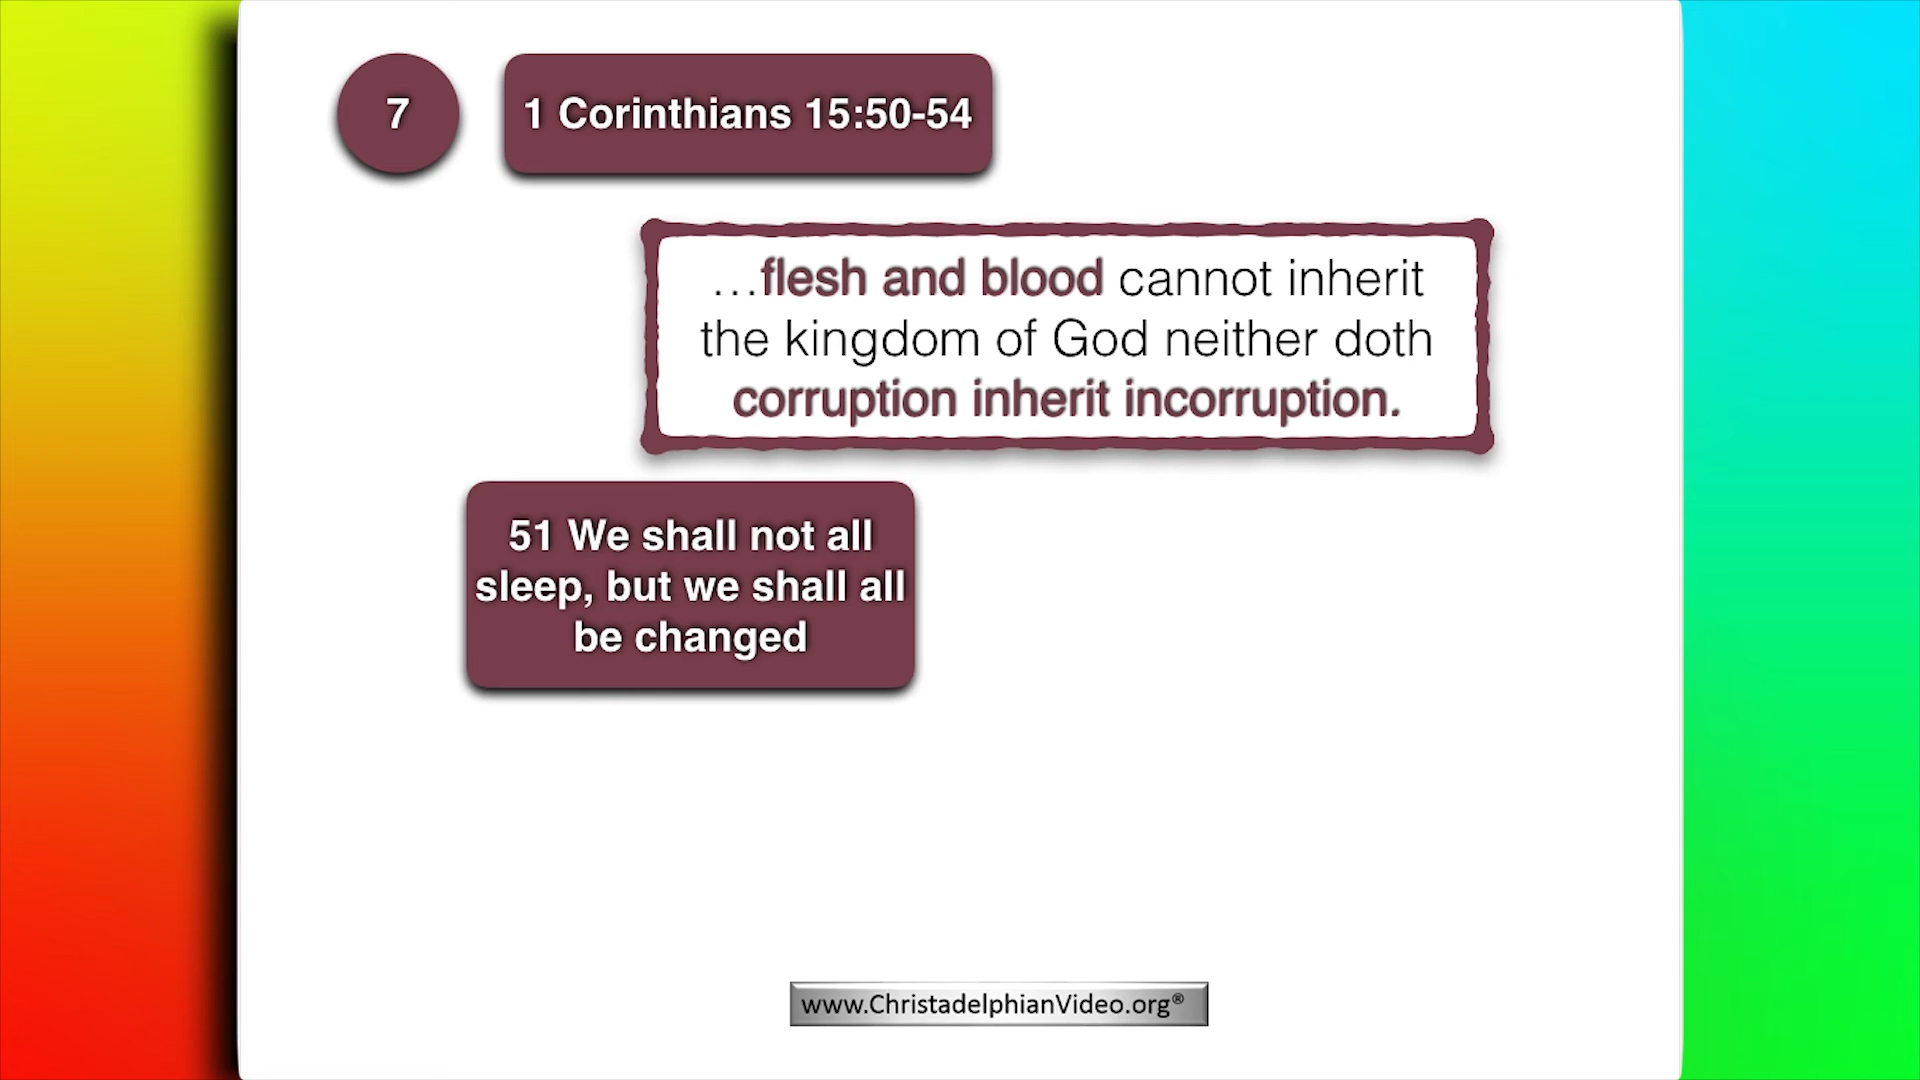 7
1 Corinthians 15:50-54
...flesh and blood cannot inherit
the kingdom of God neither doth
corruption inherit incorruption.
51 We shall not all
sleep, but we shall all
be changed
www.ChristadelphianVideo.org®